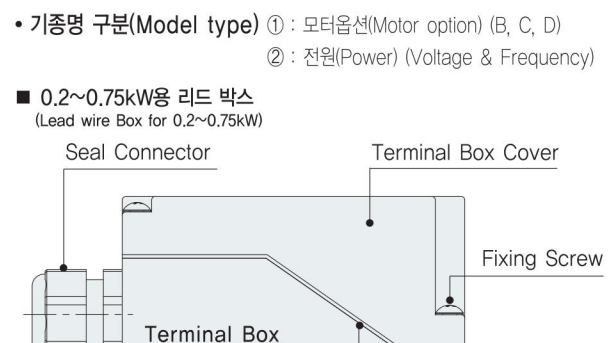 • 기종명 구분(Model type) ① : 모터옵션(Motor option) (B, C, D)
② : 전원(Power) (Voltage & Frequency)
■ 0.2~0.75kW용 리드 박스
(Lead wire Box for 0.2~0.75kW)
Seal Connector
Terminal Box Cover
Fixing Screw
Terminal Box